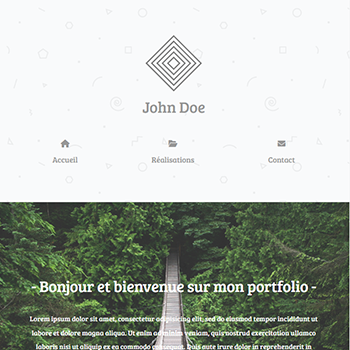 John Doe
Accueil Réalisations Contact
- Bonjour et bienvenue sur mon portfolio -
Lorem ipsum dolor sit amet, consectetur adipiscing elit, sed do eiusmod tempor incididunt ut
labore et dolore magna aliqua. Ut enim ad minim veniam, quis nostrud exercitation ullamco
laboris nisi ut aliquip ex ea commodo consequat. Duis aute irure dolor in reprehenderit in